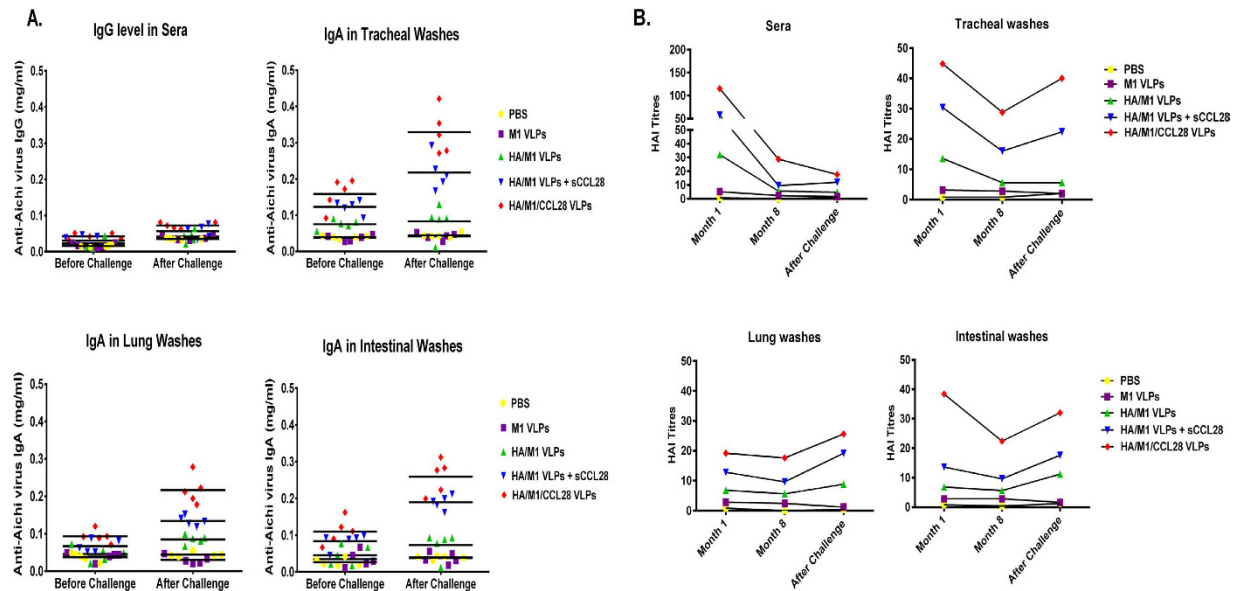 A.
IgG level in Sera
Anti-Aichi virus IgG (mg/ml)
0.5
0.4
0.3
0.2
0.1
0.0
Before Challenge
After Challenge
IgA in Tracheal Washes
Anti-Aichi virus IgA (mg/ml)
0.5
0.4
0.3
0.2
0.1
0.0
Before Challenge
After Challenge
PBS
M1 VLPs
HA/M1 VLPs
HA/M1 VLPs + sCCL28
HA/M1/CCL28 VLPs
IgA in Lung Washes
Anti-Aichi virus IgA (mg/ml)
0.5
0.4
0.3
0.2
0.1
0.0
Before Challenge
After Challenge
IgA in Intestinal Washes
Anti-Aichi virus IgA (mg/ml)
0.5
0.4
0.3
0.2
0.1
0.0
Before Challenge
After Challenge
PBS
M1 VLPs
HA/M1 VLPs
HA/M1 VLPs + sCCL28
HA/M1/CCL28 VLPs
B.
Sera
HAI Titres
200
150
100
50
50
40
30
20
10
0
Month 1
Month 8
After Challenge
Tracheal washes
HAI Titres
50
40
30
20
10
0
Month 1
Month 8
After Challenge
PBS
M1 VLPs
HA/M1 VLPs
HA/M1 VLPs + sCCL28
HA/M1/CCL28 VLPs
Lung washes
HAI Titres
50
40
30
20
10
0
Month 1
Month 8
After Challenge
Intestinal washes
HAI Titres
50
40
30
20
10
0
Month 1
Month 8
After Challenge
PBS
M1 VLPs
HA/M1 VLPs
HA/M1 VLPs + sCCL28
HA/M1/CCL28 VLPs